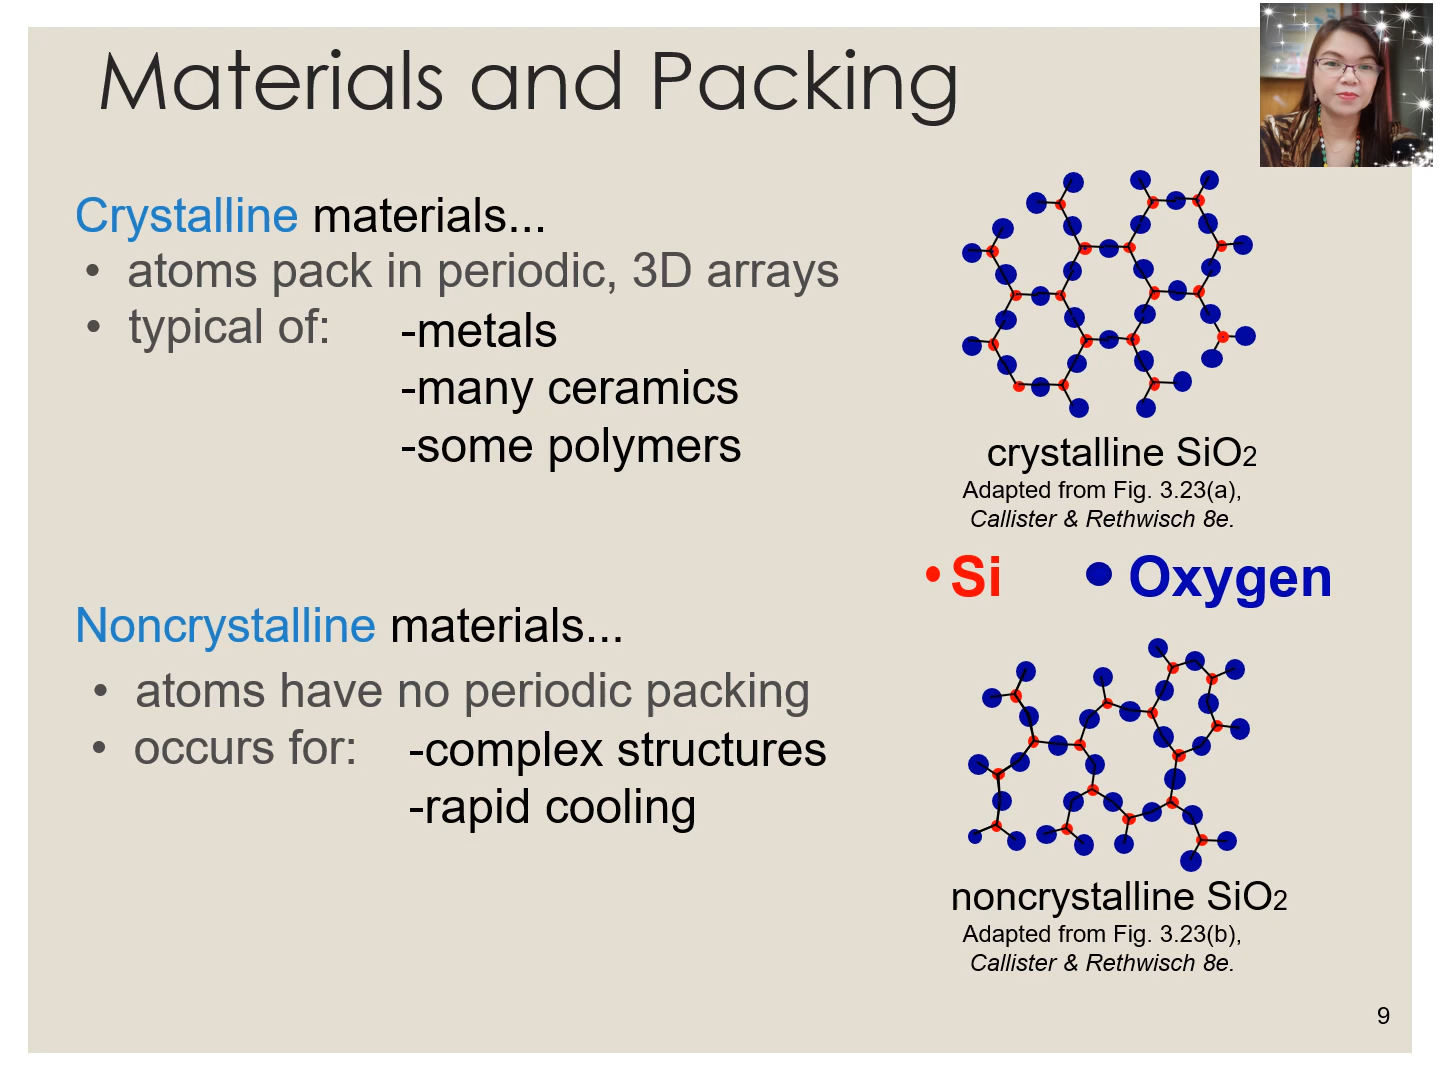 Materials and Packing
Crystalline materials...
• atoms pack in periodic, 3D arrays
• typical of:
-metals
-many ceramics
-some polymers
crystalline SiO2
Adapted from Fig. 3.23(a),
Callister & Rethwisch 8e.
•Si
Oxygen
Noncrystalline materials...
• atoms have no periodic packing
• occurs for:
-complex structures
-rapid cooling
noncrystalline SiO2
Adapted from Fig. 3.23(b),
Callister & Rethwisch 8e.
9